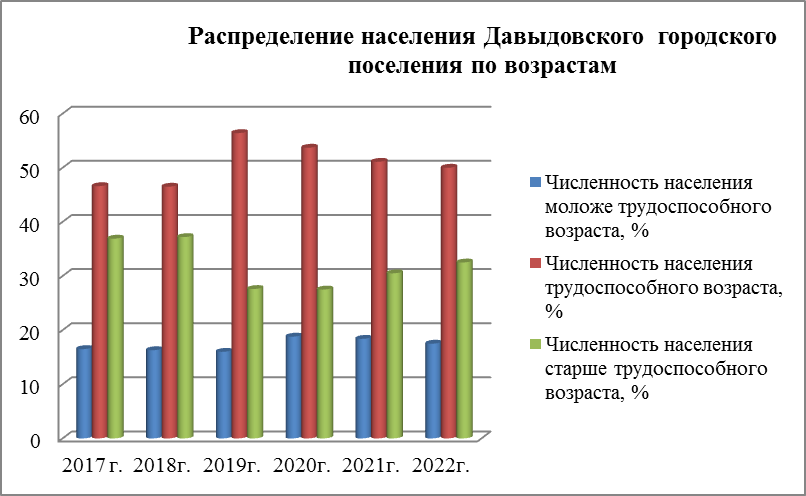 Распределение населения Давыдовского городского
поселения по возрастам
60
50
40
30
20
10
0
2017г.
2018г.
2019г.
2020г.
2021г.
2022г.
Численность населения
моложе трудоспособного
возраста, %
Численность населения
трудоспособного возраста,
%
Численность населения
старше трудоспособного
возраста, %